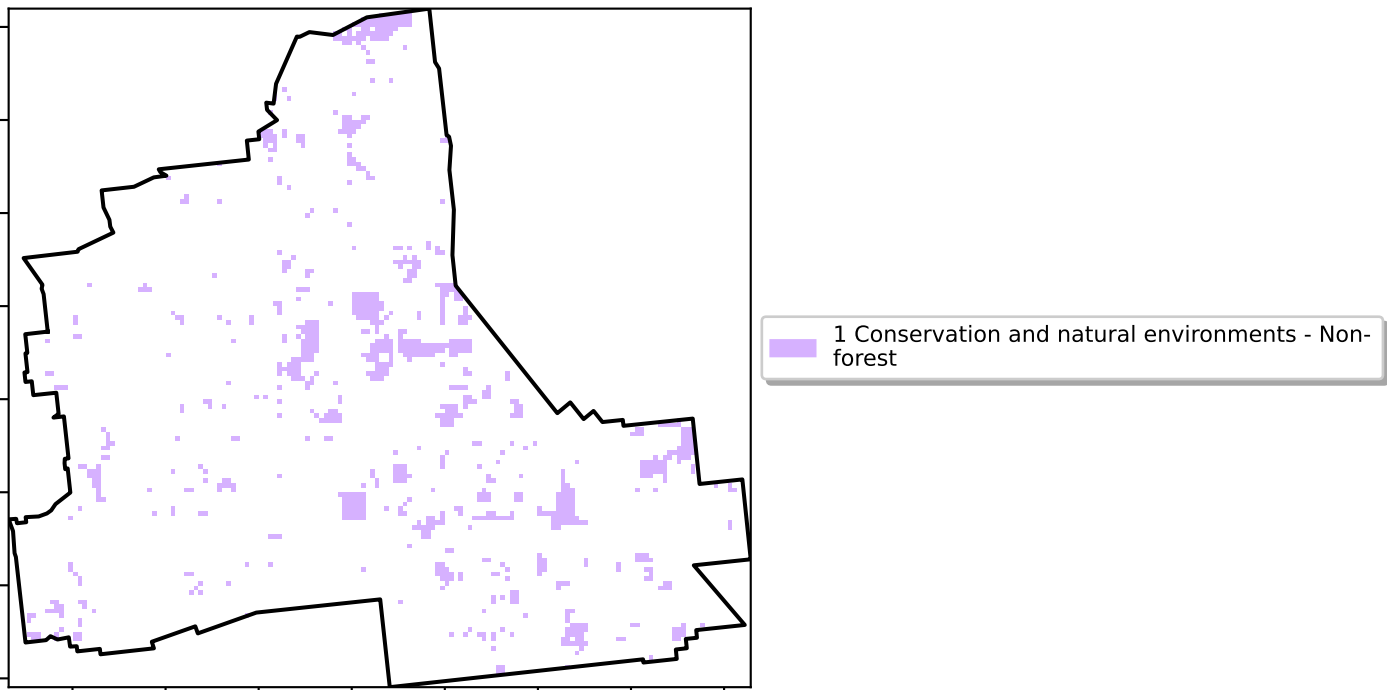 1 Conservation and natural environments - Non-
forest